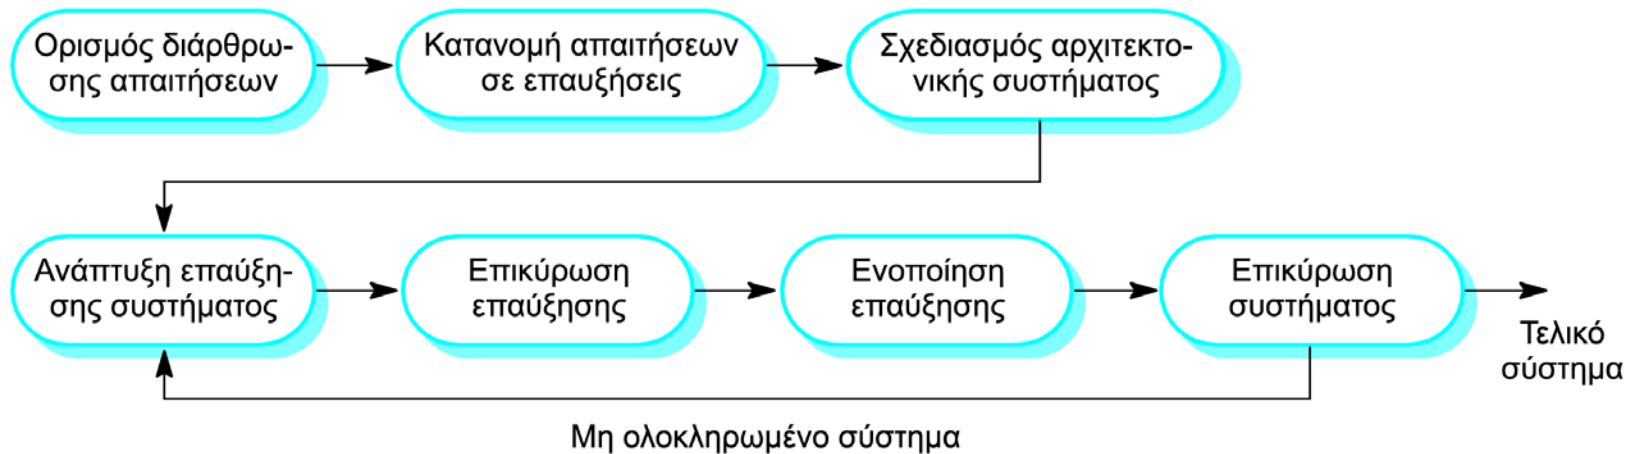 Ορισμός διάρθρω-
σης απαιτήσεων
Κατανομή απαιτήσεων
σε επαυξήσεις
Σχεδιασμός αρχιτεκτο-
νικής συστήματος
Ανάπτυξη επαύξη-
σης συστήματος
Επικύρωση
επαύξησης
Ενοποίηση
επαύξησης
Επικύρωση
συστήματος
Τελικό
σύστημα
Μη ολοκληρωμένο σύστημα